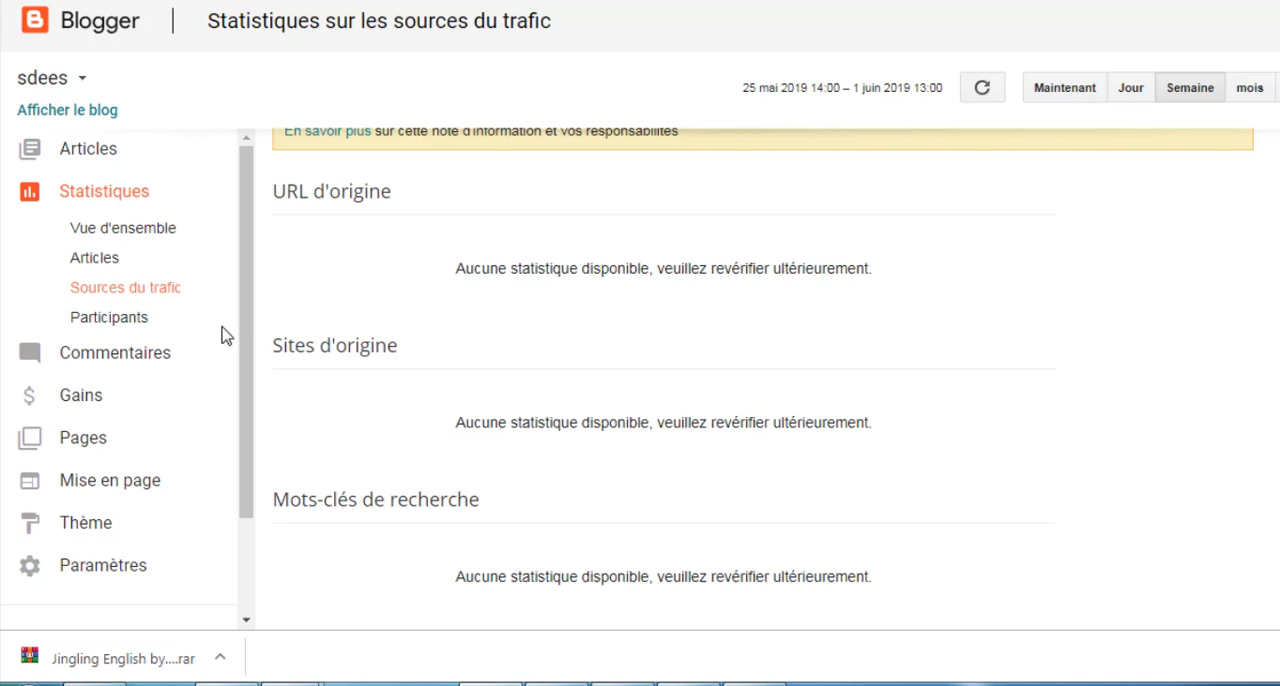 Blogger | Statistiques sur les sources du trafic
sdees
25 mai 2019 14:00 – 1 juin 2019 13:00 Maintenant Jour Semaine mois
Afficher le blog
En savoir plus sur cette note d'information et vos responsabilités
Articles
Statistiques
Vue d'ensemble
Articles
Sources du trafic
Participants
Commentaires
Gains
Pages
Mise en page
Thème
Paramètres
URL d'origine
Aucune statistique disponible, veuillez revérifier ultérieurement.
Sites d'origine
Aucune statistique disponible, veuillez revérifier ultérieurement.
Mots-clés de recherche
Aucune statistique disponible, veuillez revérifier ultérieurement.
Jingling English by....rar